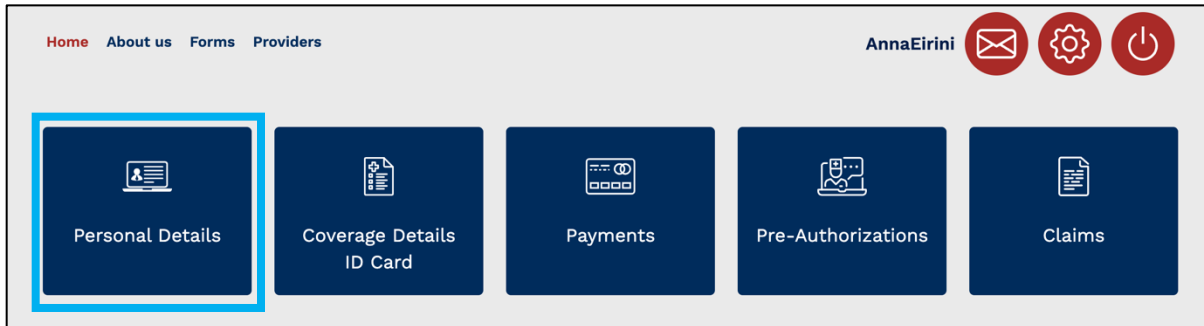 Home About us Forms Providers
AnnaEirini
Personal Details
Coverage Details
ID Card
Payments
Pre-Authorizations
Claims